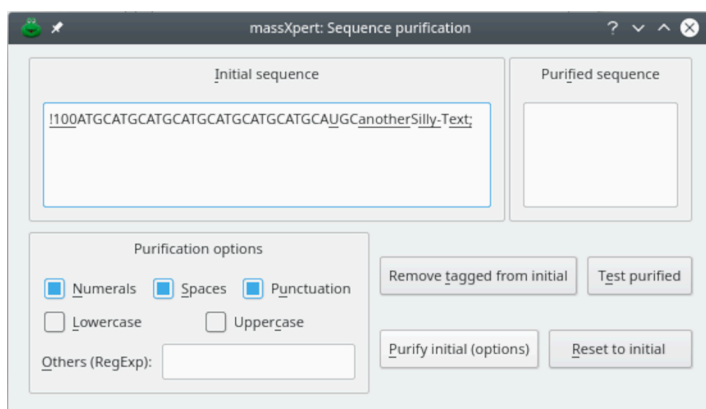 massXpert: Sequence purification
Initial sequence
Purified sequence
!100ATGCATGCATGCATGCATGCATGCATGCAUGCanotherSilly-Text;
Purification options
Numerals Spaces Punctuation
Lowercase Uppercase
Others (RegExp):
Remove tagged from initial
Test purified
Purify initial (options)
Reset to initial